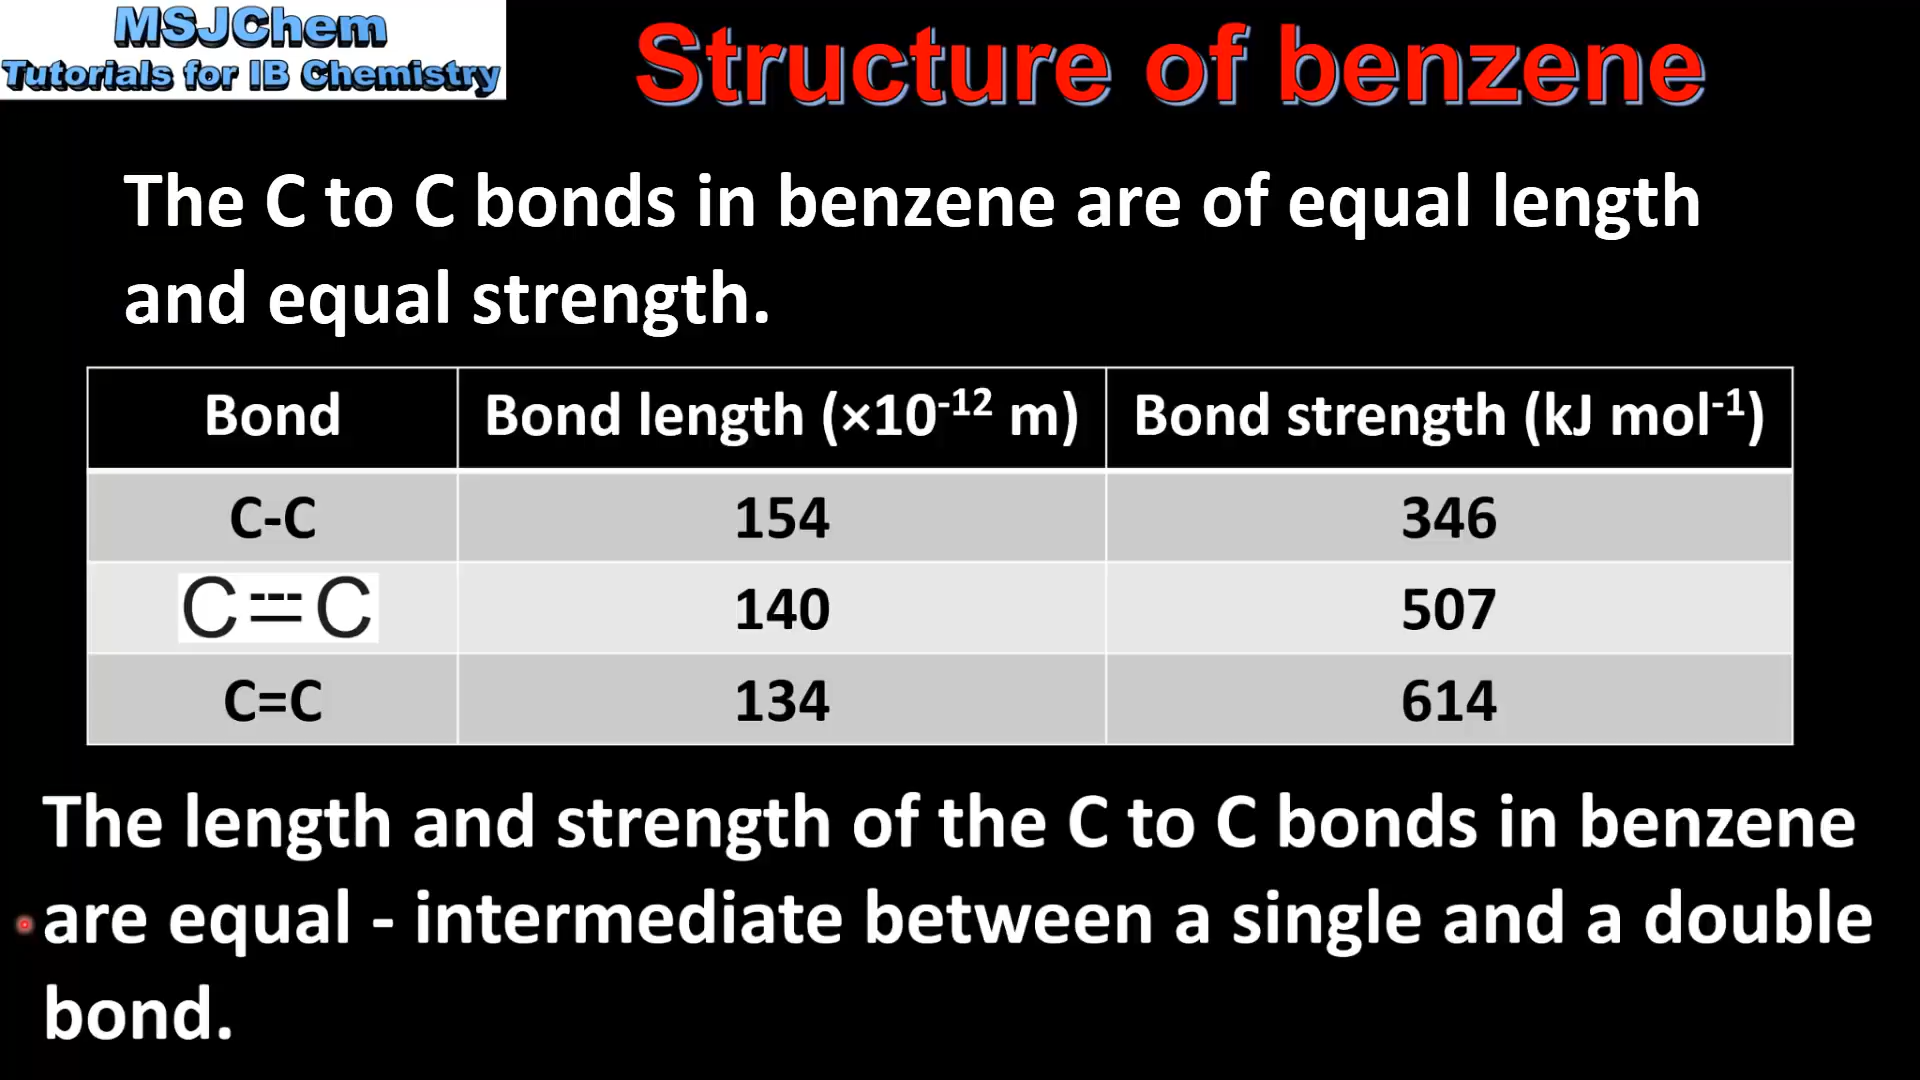 MSJChem
Tutorials for IB Chemistry
Structure of benzene
The C to C bonds in benzene are of equal length
and equal strength.
Bond Bond length (×10⁻¹² m) Bond strength (kJ mol⁻¹)
C-C 154 346
C C 140 507
C=C 134 614
The length and strength of the C to C bonds in benzene
are equal - intermediate between a single and a double
bond.